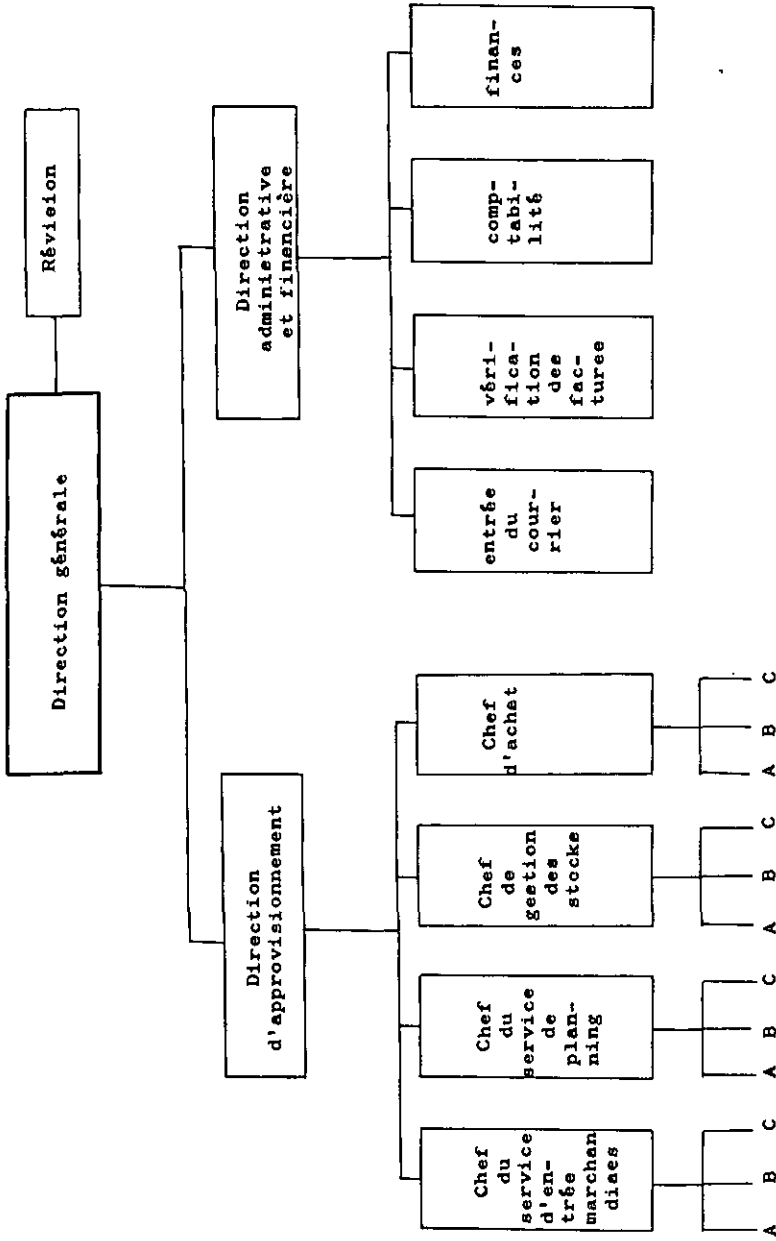 Direction générale
Révision
Direction
d'approvisionnement
Direction
administrative
et financière
Chef
du
service
d'en-
trée
marchan
dises
Chef
du
service
de
plan-
ning
Chef
de
gestion
des
stocks
Chef
d'achat
entrée
du
cour-
rier
véri-
fica-
tion
des
fac-
tures
comp-
tabi-
lité
finan-
ces
A B C
A B C
A B C
A B C